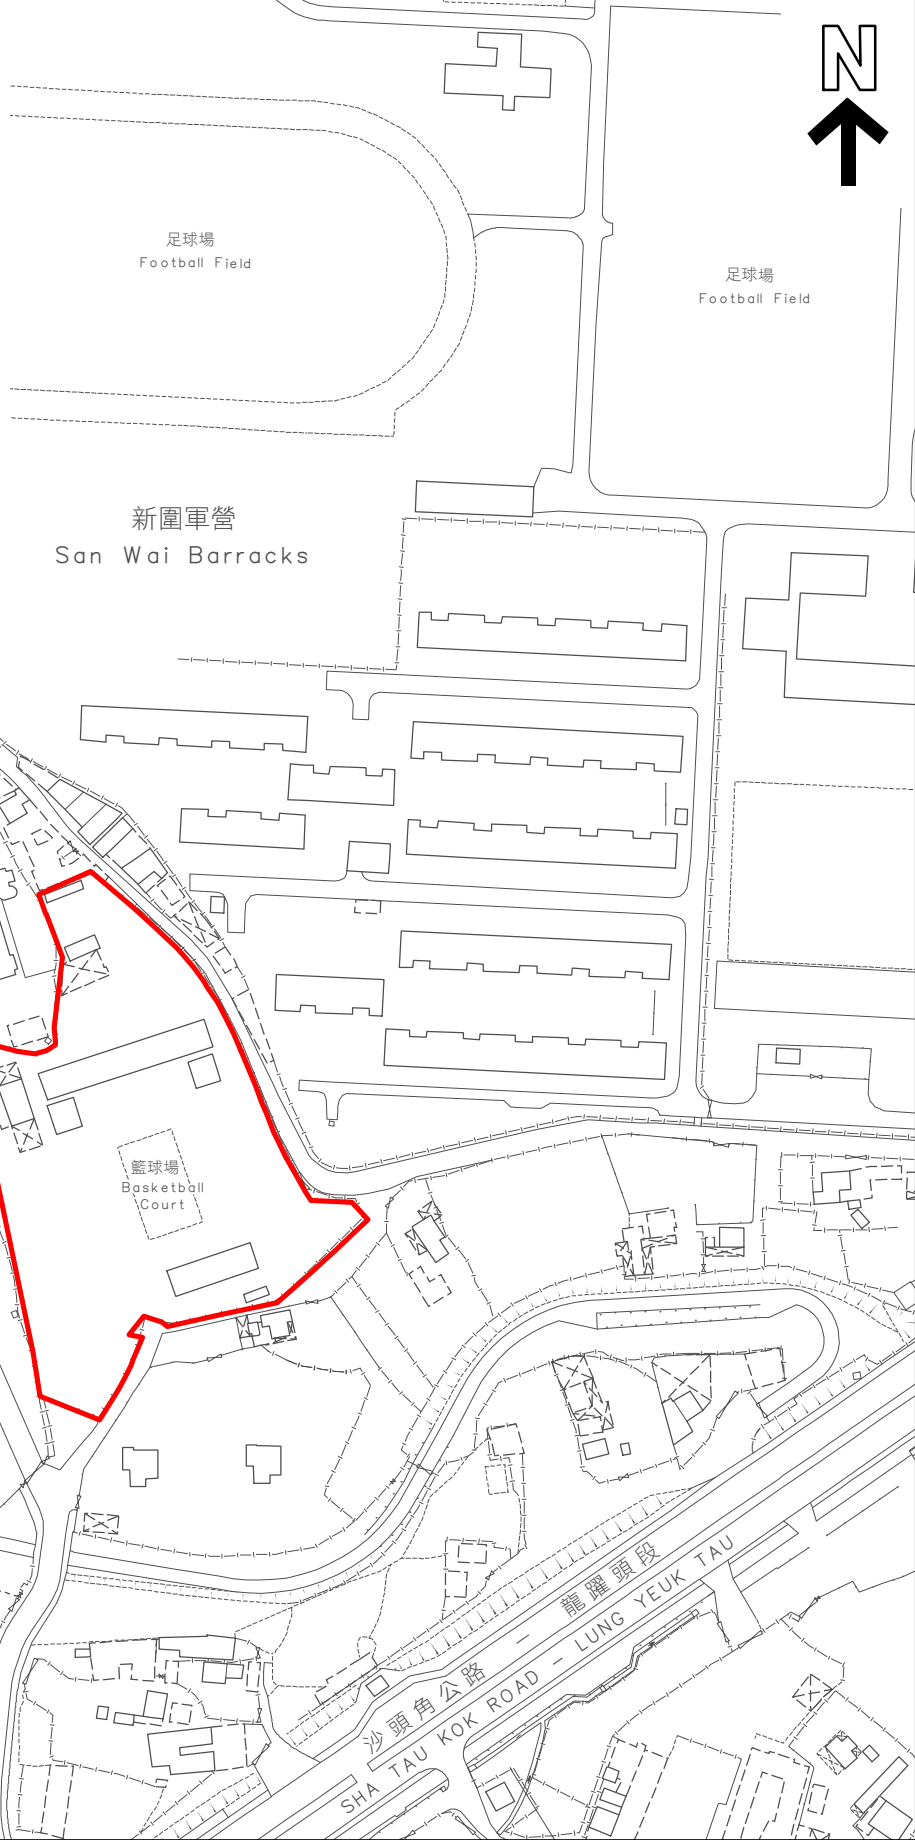 N
足球場
Football Field
足球場
Football Field
新圍軍營
San Wai Barracks
籃球場
Basketball
Court
沙頭角公路 - 龍躍頭段
SHA TAU KOK ROAD - LUNG YEUK TAU